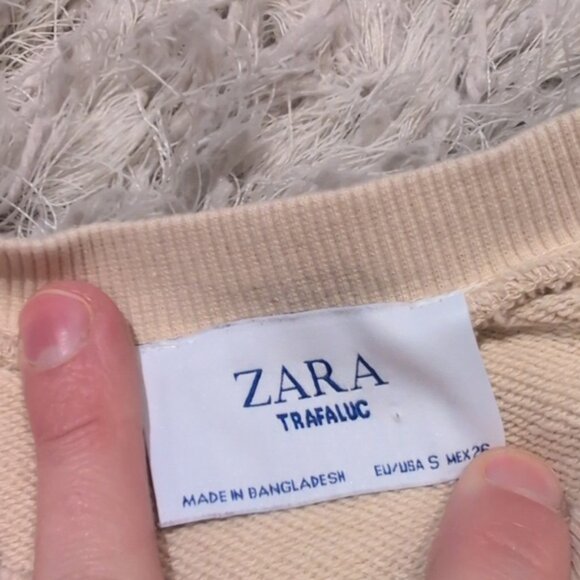 ZARA
TRAFALUC
MADE IN BANGLADESH EU/USA S MEX 26